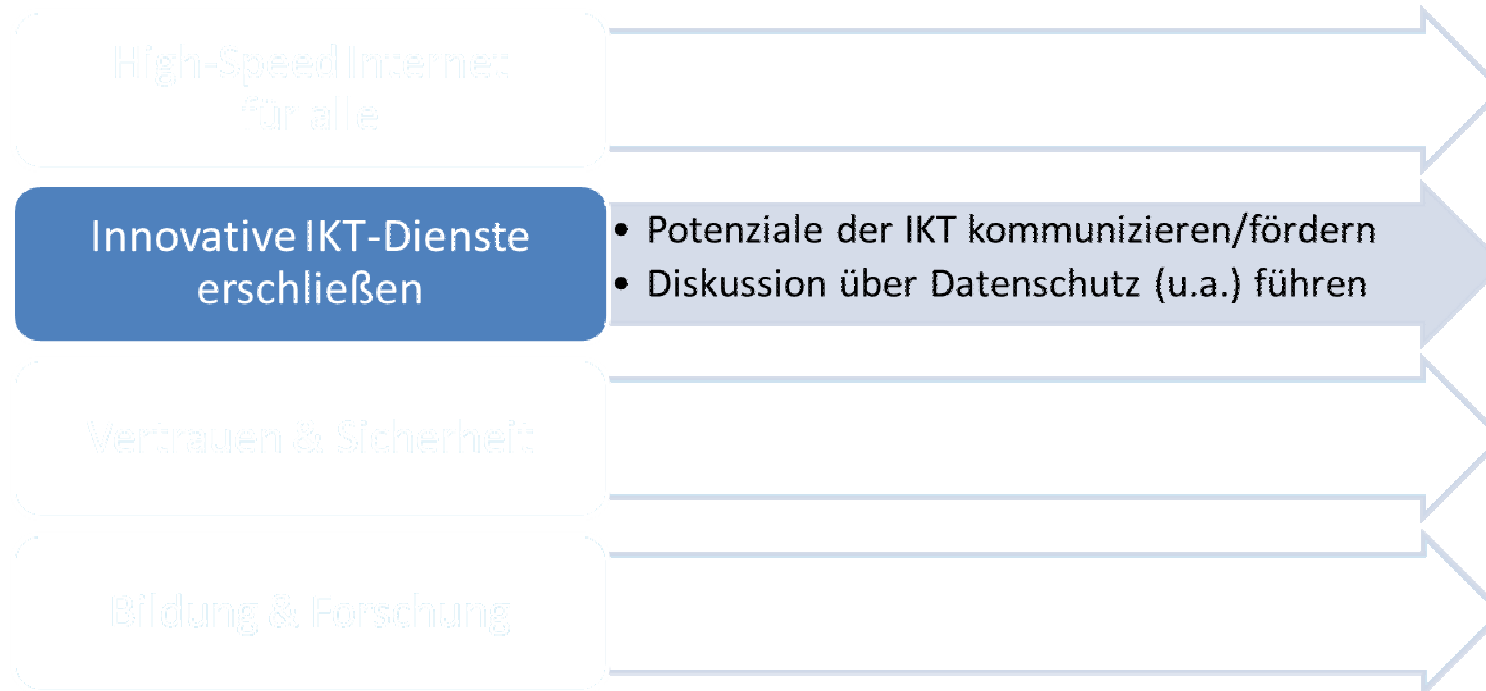 High-Speed Internet
für alle
Innovative IKT-Dienste
erschließen
• Potenziale der IKT kommunizieren/fördern
• Diskussion über Datenschutz (u.a.) führen
Vertrauen & Sicherheit
Bildung & Forschung